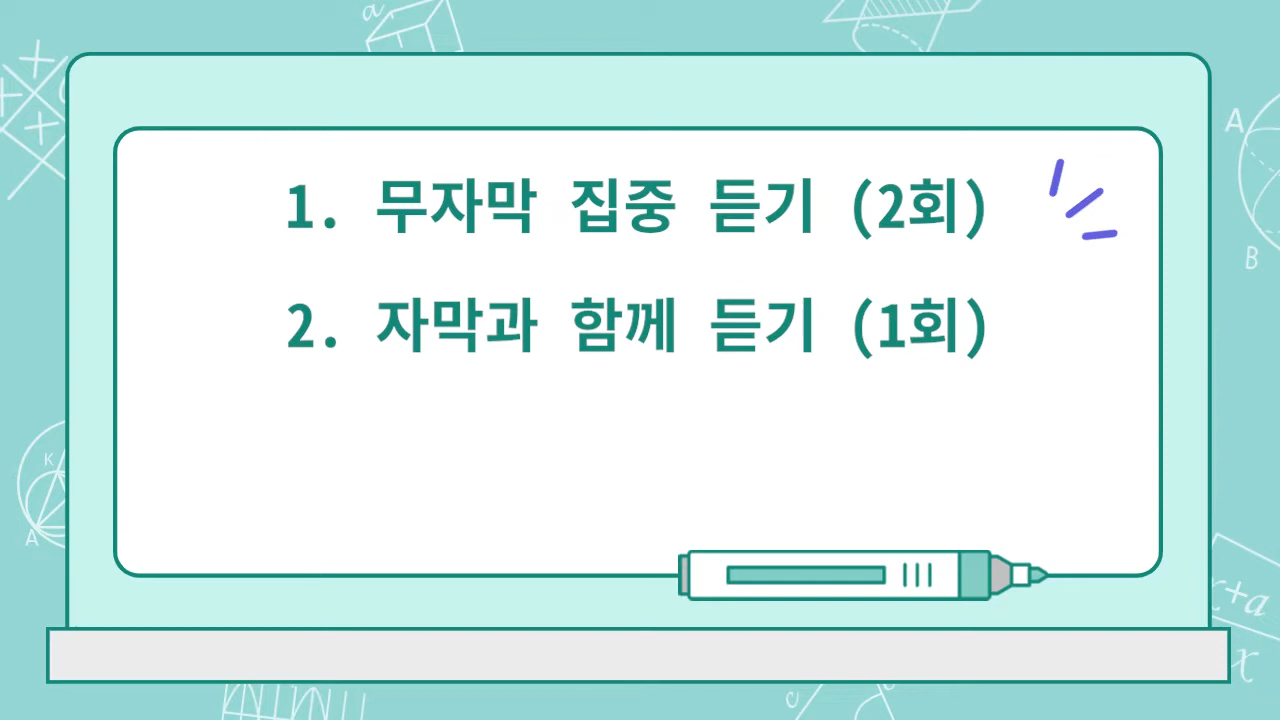 1. 무자막 집중 듣기 (2회)
2. 자막과 함께 듣기 (1회)
a
A
B
K
A
x+a
x
c